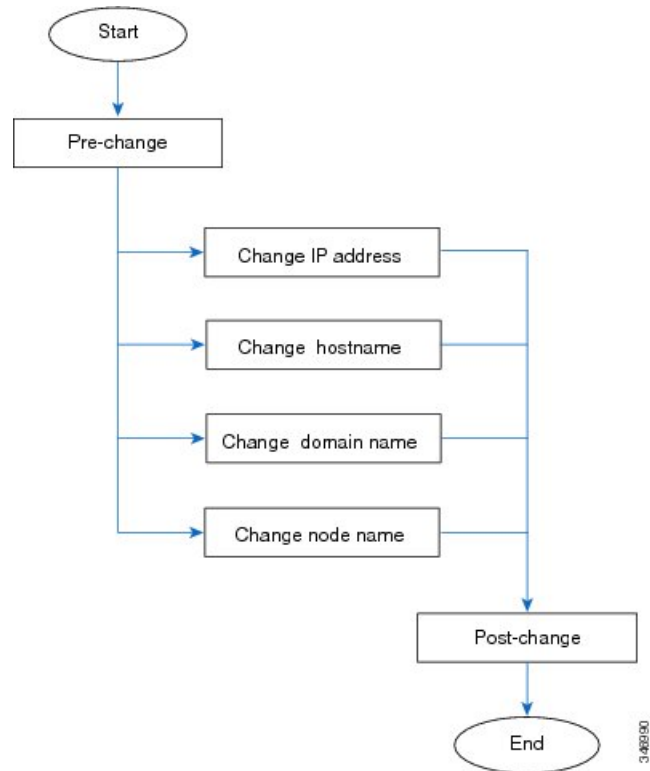 Start
Pre-change
Change IP address
Change hostname
Change domain name
Change node name
Post-change
End
346990